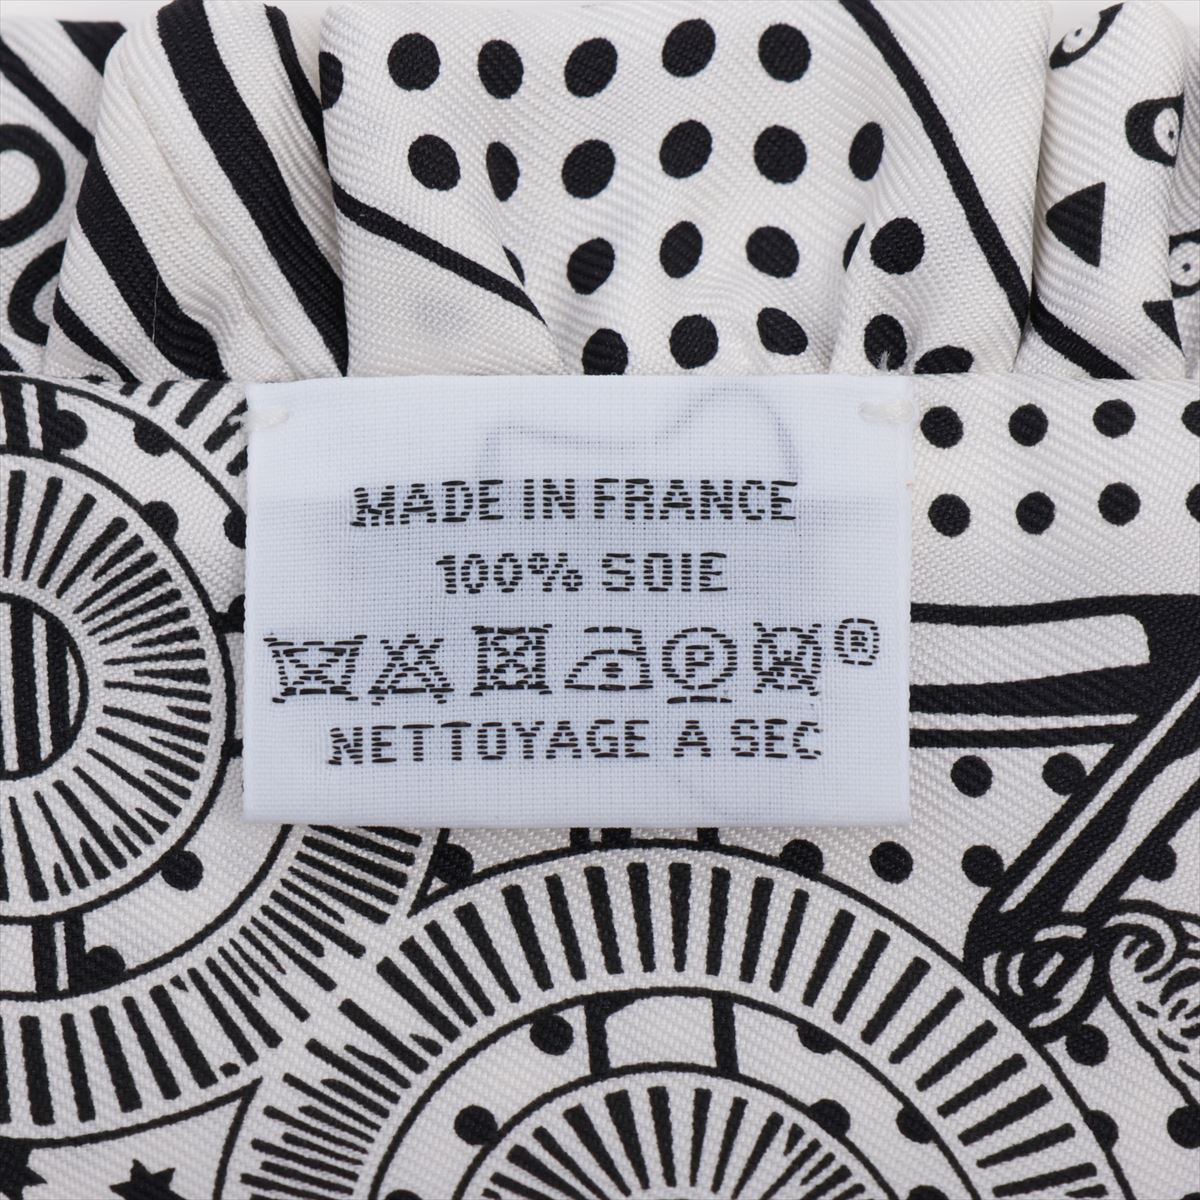 MADE IN FRANCE
100% SOIE
P ®
NETTOYAGE A SEC